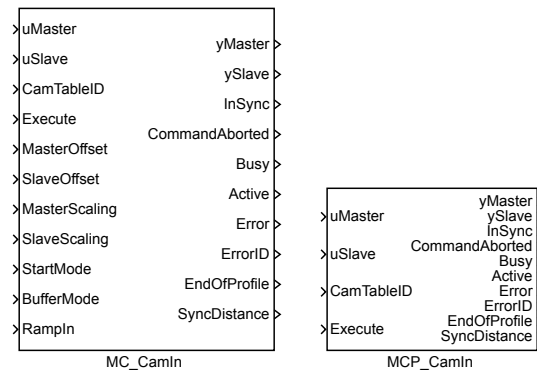 uMaster
uSlave
CamTableID
Execute
MasterOffset
SlaveOffset
MasterScaling
SlaveScaling
StartMode
BufferMode
RampIn
yMaster
ySlave
InSync
CommandAborted
Busy
Active
Error
ErrorID
EndOfProfile
SyncDistance
MC_CamIn
uMaster
uSlave
CamTableID
Execute
yMaster
ySlave
InSync
CommandAborted
Busy
Active
Error
ErrorID
EndOfProfile
SyncDistance
MCP_CamIn